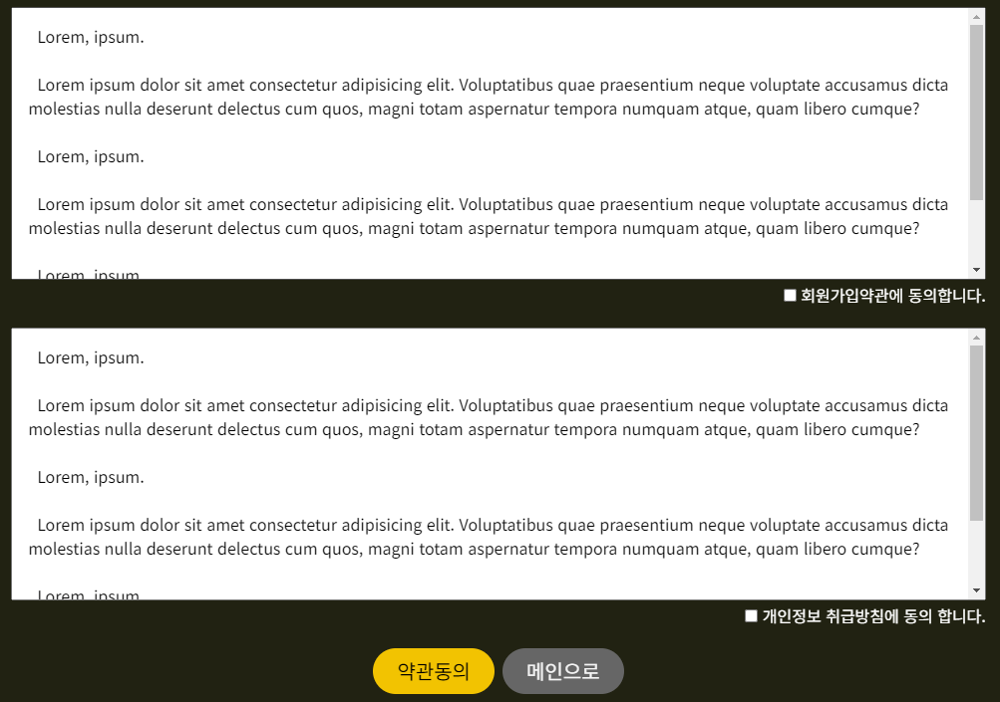 Lorem, ipsum.
Lorem ipsum dolor sit amet consectetur adipisicing elit. Voluptatibus quae praesentium neque voluptate accusamus dicta
molestias nulla deserunt delectus cum quos, magni totam aspernatur tempora numquam atque, quam libero cumque?
Lorem, ipsum.
Lorem ipsum dolor sit amet consectetur adipisicing elit. Voluptatibus quae praesentium neque voluptate accusamus dicta
molestias nulla deserunt delectus cum quos, magni totam aspernatur tempora numquam atque, quam libero cumque?
Lorem, ipsum.
회원가입약관에 동의합니다.
Lorem, ipsum.
Lorem ipsum dolor sit amet consectetur adipisicing elit. Voluptatibus quae praesentium neque voluptate accusamus dicta
molestias nulla deserunt delectus cum quos, magni totam aspernatur tempora numquam atque, quam libero cumque?
Lorem, ipsum.
Lorem ipsum dolor sit amet consectetur adipisicing elit. Voluptatibus quae praesentium neque voluptate accusamus dicta
molestias nulla deserunt delectus cum quos, magni totam aspernatur tempora numquam atque, quam libero cumque?
Lorem, ipsum.
개인정보 취급방침에 동의 합니다.
약관동의 메인으로